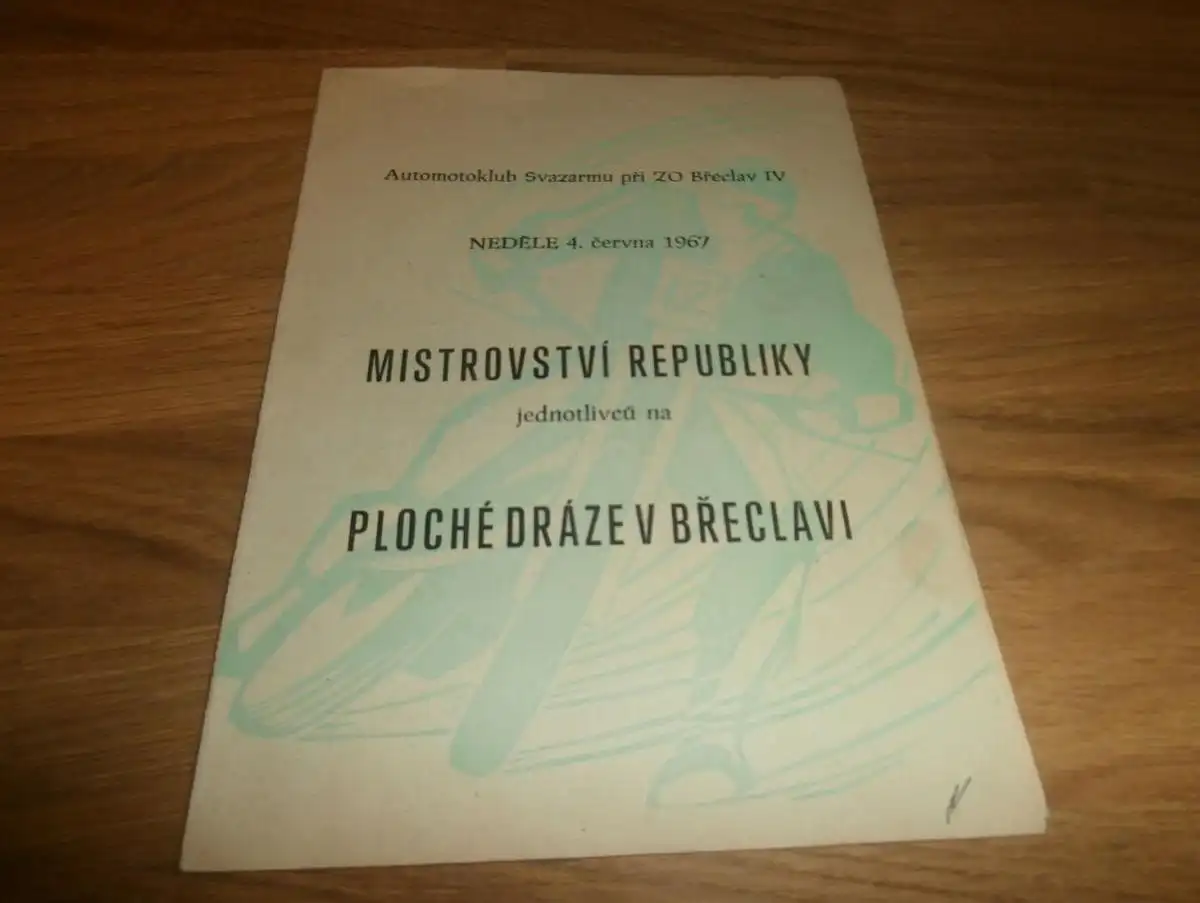 Automotoklub Svazarmu při ZO Břeclav IV
NEDĚLE 4. června 1967
MISTROVSTVÍ REPUBLIKY
jednotlivců na
PLOCHÉ DRÁZE V BŘECLAVI